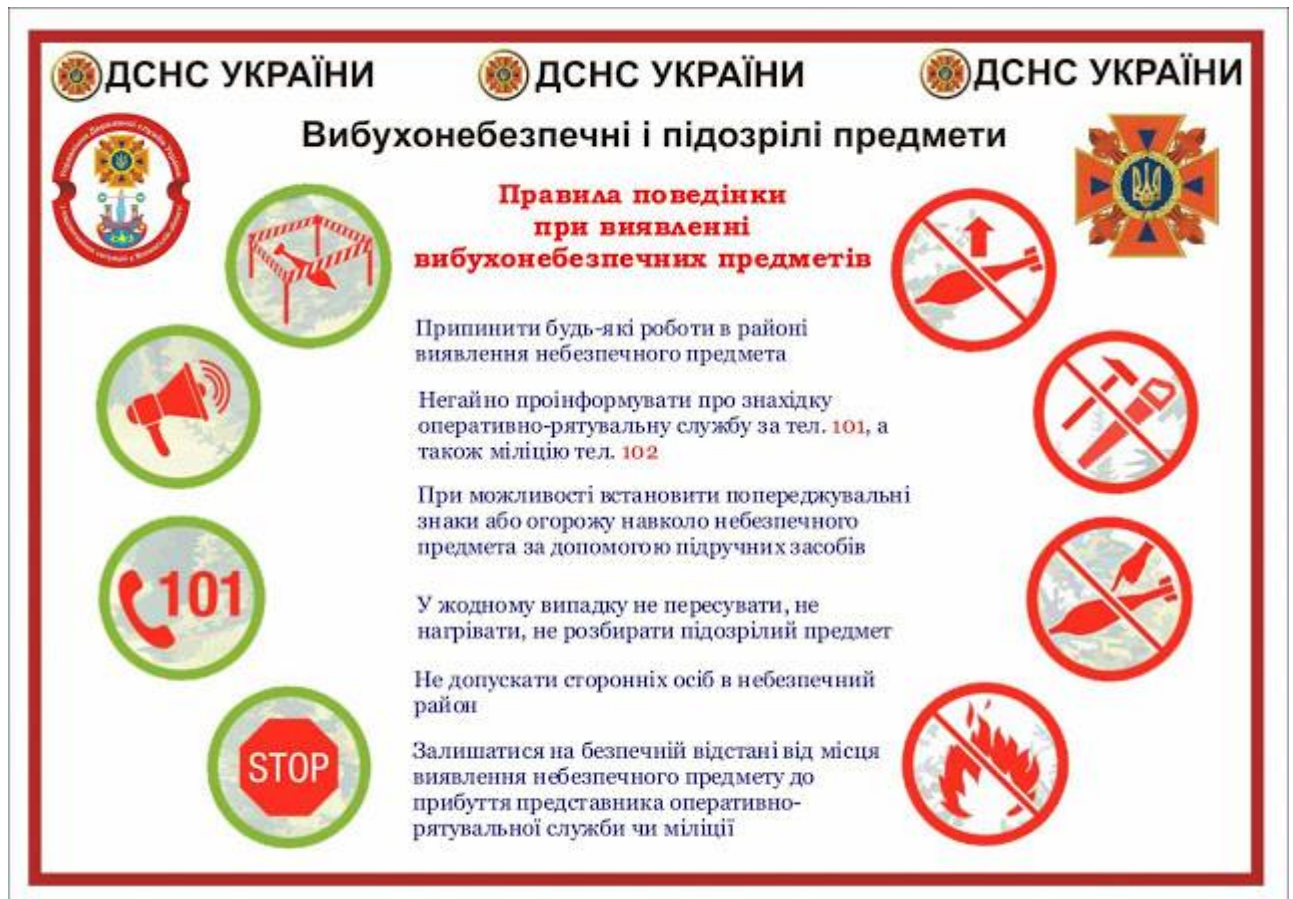 ДСНС УКРАЇНИ
ДСНС УКРАЇНИ
ДСНС УКРАЇНИ
Вибухонебезпечні і підозрілі предмети
Правила поведінки
при виявленні
вибухонебезпечних предметів
Припинити будь-які роботи в районі
виявлення небезпечного предмета
Негайно проінформувати про знахідку
оперативно-рятувальну службу за тел. 101, а
також міліцію тел. 102
При можливості встановити попереджувальні
знаки або огорожу навколо небезпечного
предмета за допомогою підручних засобів
У жодному випадку не пересувати, не
нагрівати, не розбирати підозрілий предмет
Не допускати сторонніх осіб в небезпечний
район
Залишатися на безпечній відстані від місця
виявлення небезпечного предмету до
прибуття представника оперативно-
рятувальної служби чи міліції
101
STOP